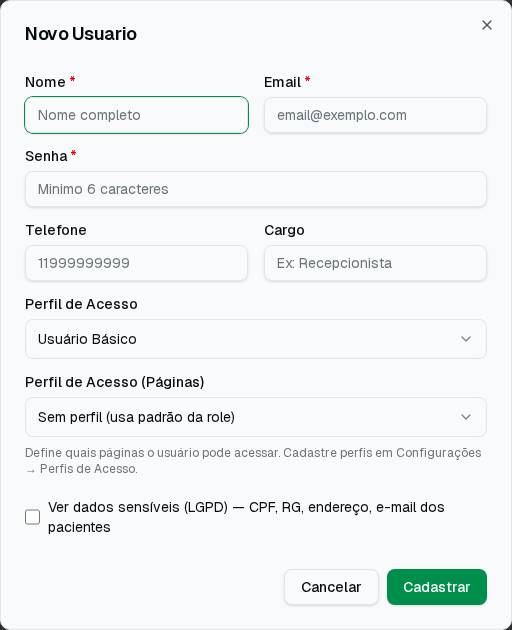 Novo Usuario
Nome *
Email *
Nome completo
email@exemplo.com
Senha *
Minimo 6 caracteres
Telefone
Cargo
11999999999
Ex: Recepcionista
Perfil de Acesso
Usuário Básico
Perfil de Acesso (Páginas)
Sem perfil (usa padrão da role)
Define quais páginas o usuário pode acessar. Cadastre perfis em Configurações
→ Perfis de Acesso.
Ver dados sensíveis (LGPD) — CPF, RG, endereço, e-mail dos
pacientes
Cancelar
Cadastrar